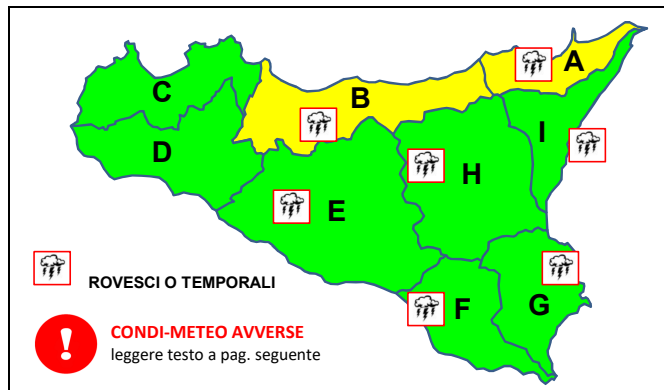 A
B
C
I
D
H
E
ROVESCI O TEMPORALI
F
G
CONDI-METEO AVVERSE
leggere testo a pag. seguente